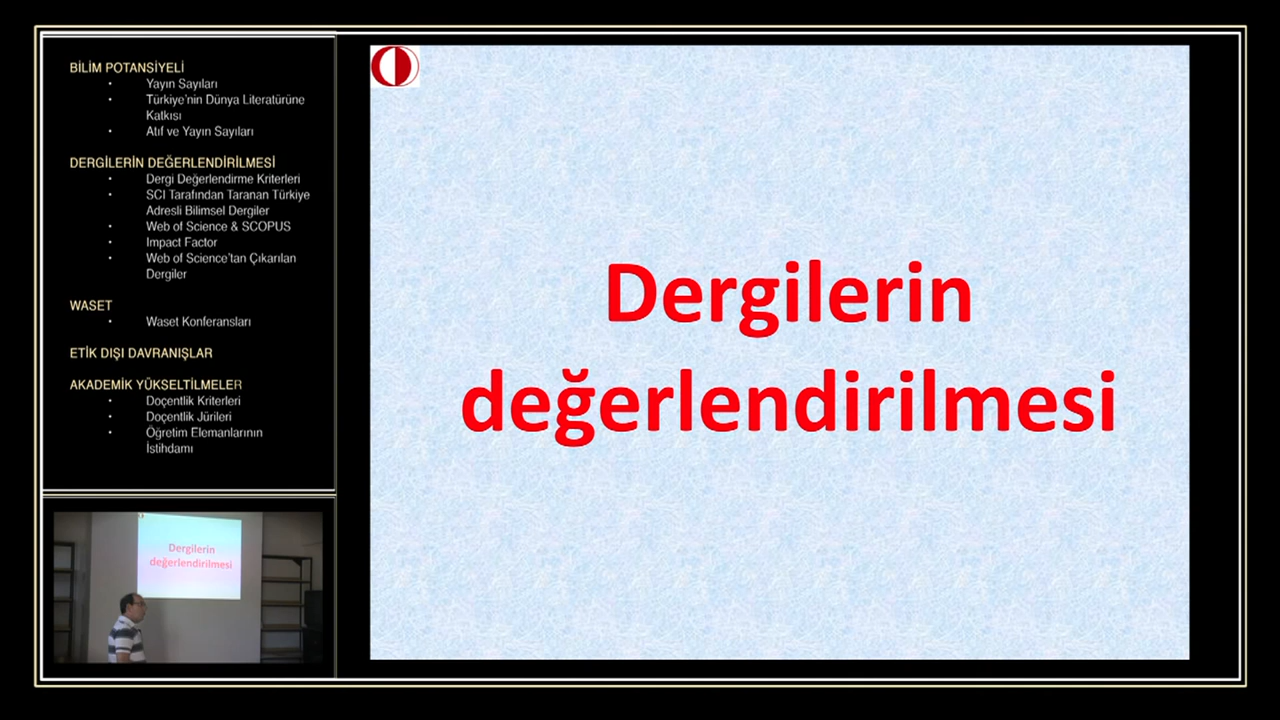 BİLİM POTANSİYELİ
• Yayın Sayıları
• Türkiye'nin Dünya Literatürüne
Katkısı
• Atıf ve Yayın Sayıları
DERGİLERİN DEĞERLENDİRİLMESİ
• Dergi Değerlendirme Kriterleri
• SCI Tarafından Taranan Türkiye
Adresli Bilimsel Dergiler
• Web of Science & SCOPUS
• Impact Factor
• Web of Science'tan Çıkarılan
Dergiler
WASET
• Waset Konferansları
ETİK DIŞI DAVRANIŞLAR
AKADEMİK YÜKSELTİLMELER
• Doçentlik Kriterleri
• Doçentlik Jürileri
• Öğretim Elemanlarının
İstihdamı
Dergilerin
değerlendirilmesi
Dergilerin
değerlendirilmesi